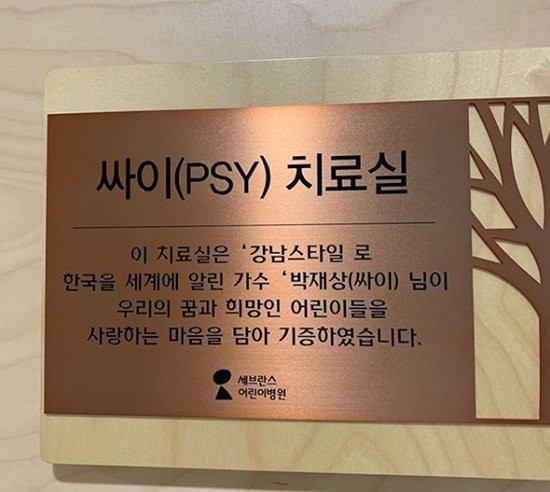 싸이(PSY) 치료실
이 치료실은 ‘강남스타일 로
한국을 세계에 알린 가수 ‘박재상(싸이) 님이
우리의 꿈과 희망인 어린이들을
사랑하는 마음을 담아 기증하였습니다.
세브란스
어린이병원